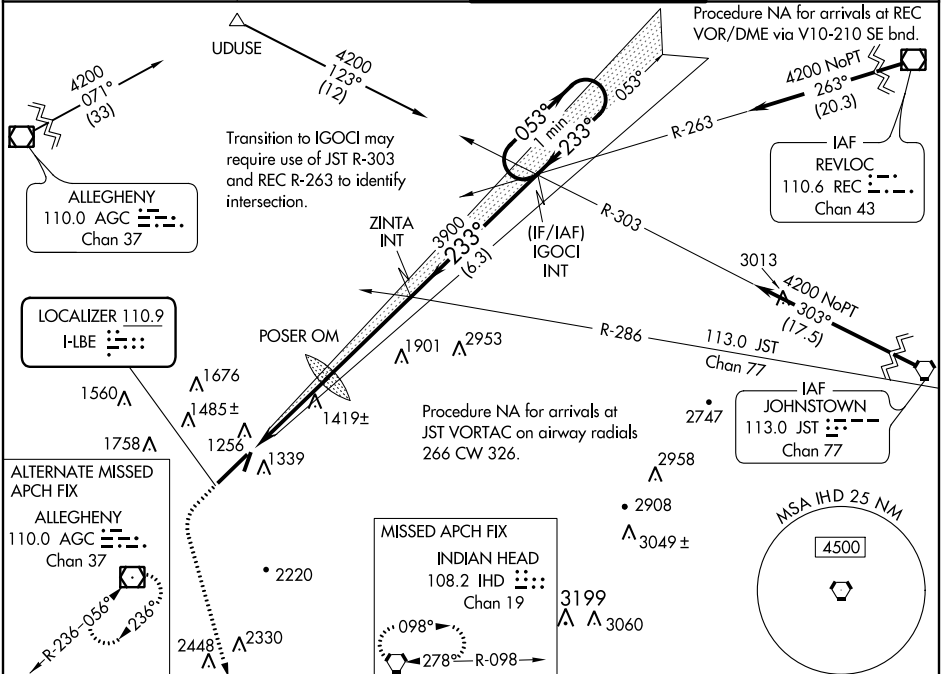 Procedure NA for arrivals at REC
VOR/DME via V10-210 SE bnd.
UDUSE
4200
123°
(12)
4200
071°
(33)
ALLEGHENY
110.0 AGC
Chan 37
Transition to IGOCI may
require use of JST R-303
and REC R-263 to identify
intersection.
053°
1 min
233°
053°
4200 NoPT
263°
(20.3)
R-263
IAF
REVLOC
110.6 REC
Chan 43
ZINTA
INT
3900
233°
(6.3)
(IF/IAF)
IGOCI
INT
R-303
3013
4200 NoPT
303°
(17.5)
LOCALIZER 110.9
I-LBE
POSER OM
R-286
113.0 JST
Chan 77
IAF
JOHNSTOWN
113.0 JST
Chan 77
1901
2953
1676
1560
1485±
1419±
1758
1256
1339
Procedure NA for arrivals at
JST VORTAC on airway radials
266 CW 326.
2747
2958
2908
3049±
ALTERNATE MISSED
APCH FIX
ALLEGHENY
110.0 AGC
Chan 37
R-236
056°
236°
2220
2448
2330
MISSED APCH FIX
INDIAN HEAD
108.2 IHD
Chan 19
098°
278°
R-098
3199
3060
MSA IHD 25 NM
4500